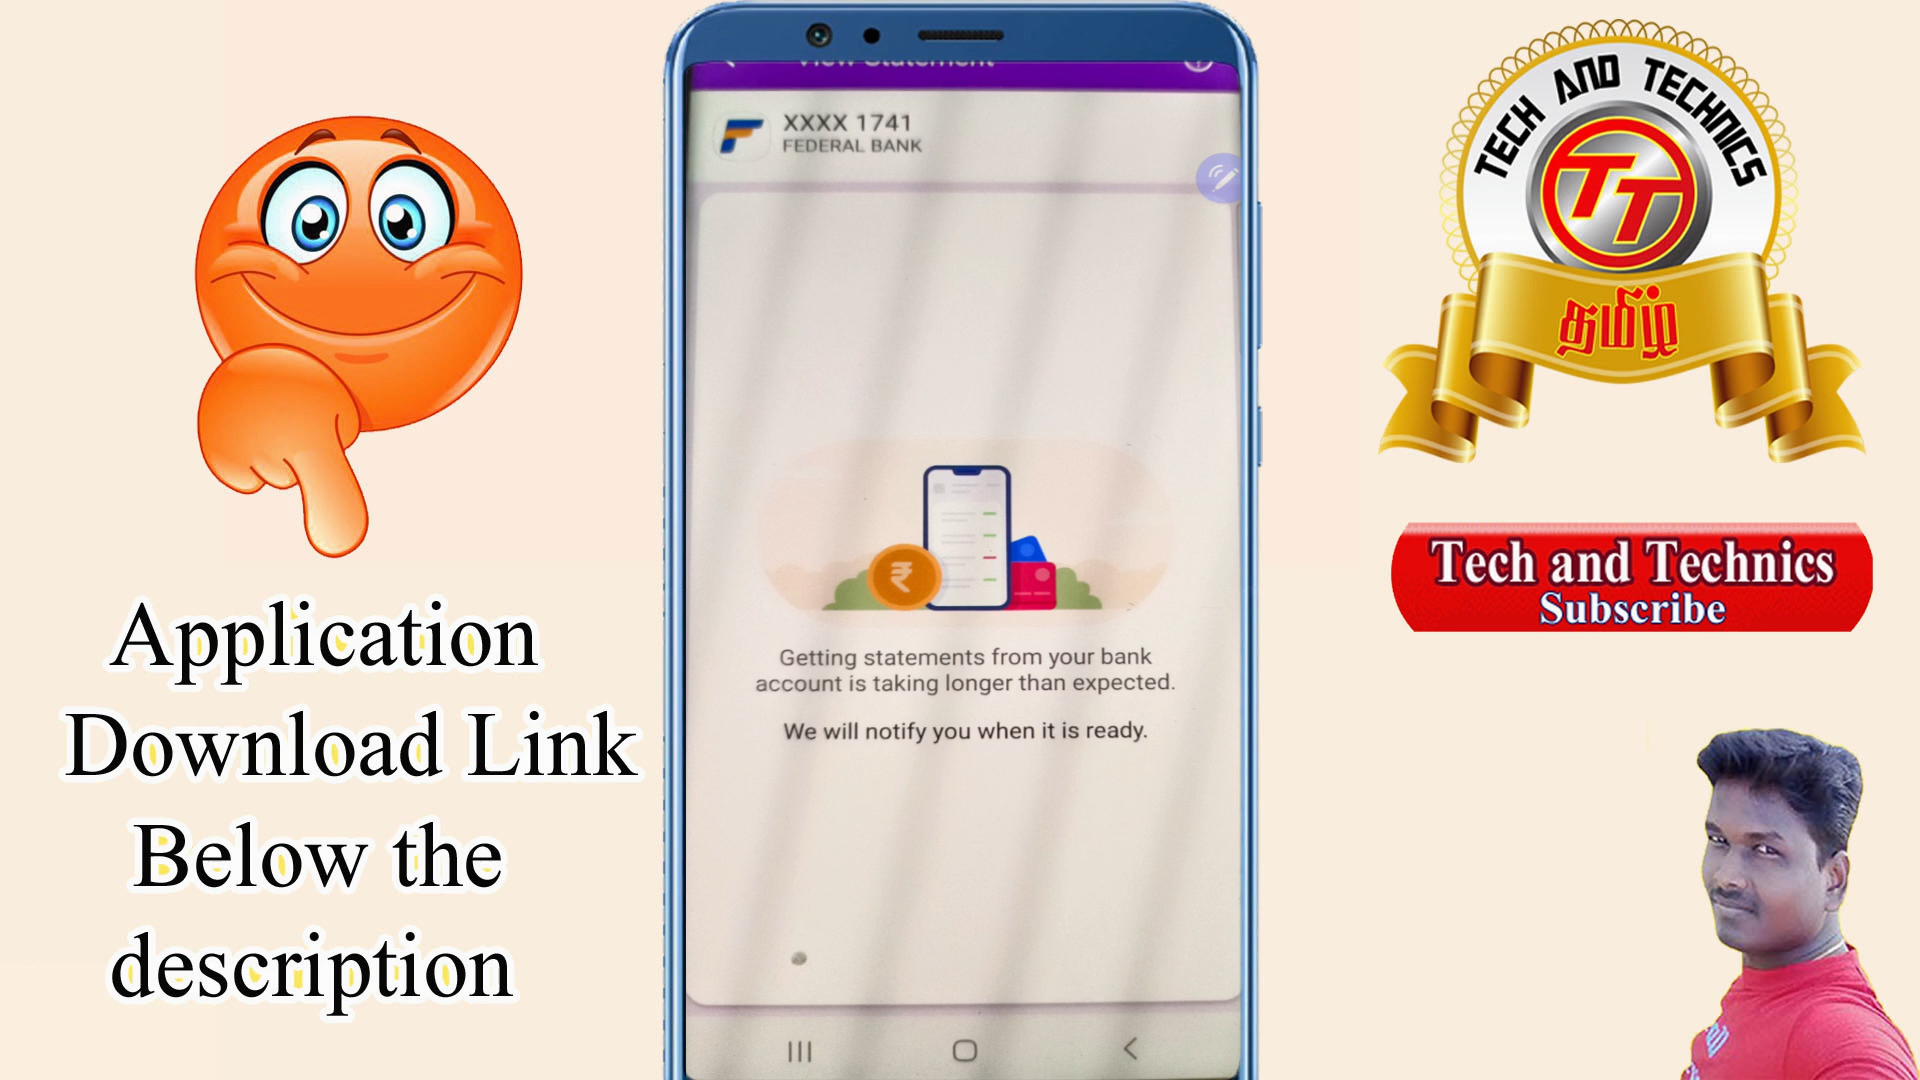 View Statement
XXXX 1741
FEDERAL BANK
Getting statements from your bank
account is taking longer than expected.
We will notify you when it is ready.
Application
Download Link
Below the
description
TECH AND TECHNICS
TT
தமிழ்
Tech and Technics
Subscribe